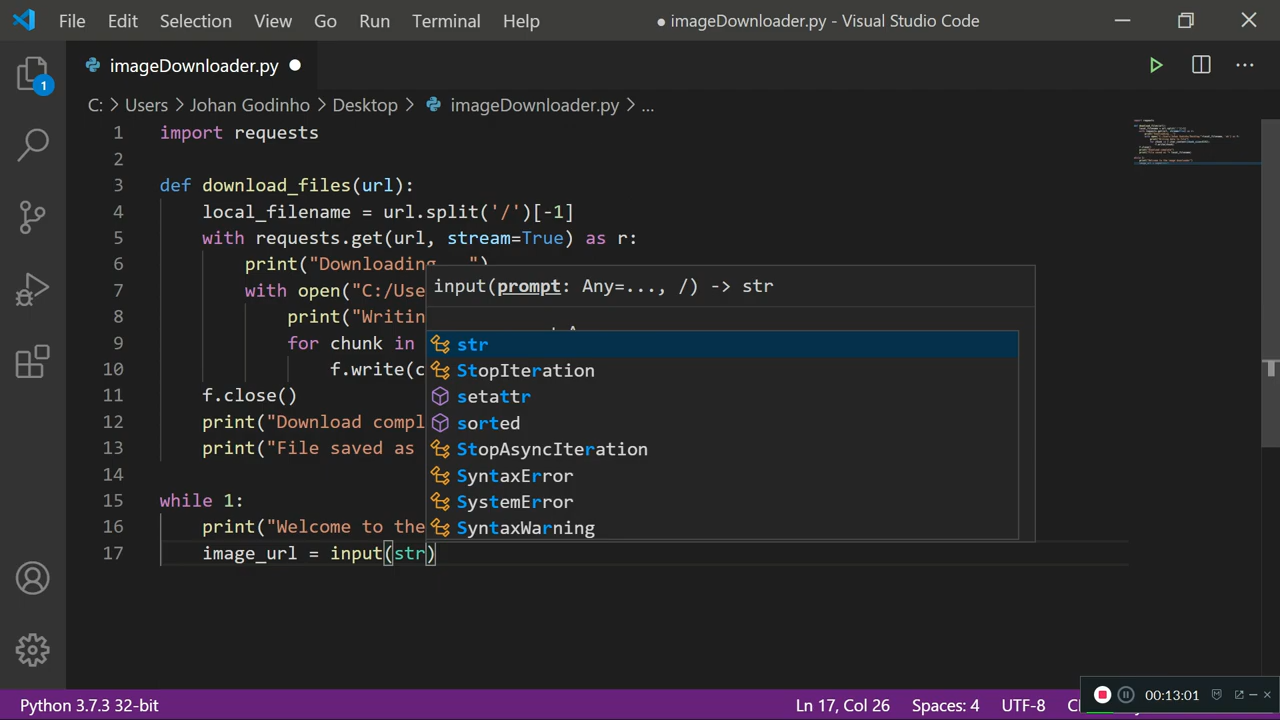 File Edit Selection View Go Run Terminal Help ● imageDownloader.py - Visual Studio Code
imageDownloader.py ●
C: > Users > Johan Godinho > Desktop > imageDownloader.py > ...
1 import requests
2
3 def download_files(url):
4 local_filename = url.split('/')[-1]
5 with requests.get(url, stream=True) as r:
6 print("Downloading...")
7 with open("C:/Use
8 print("Writin
9 for chunk in
10 f.write(c
11 f.close()
12 print("Download compl
13 print("File saved as
14
15 while 1:
16 print("Welcome to the
17 image_url = input(str)
input(prompt: Any=..., /) -> str
str
StopIteration
setattr
sorted
StopAsyncIteration
SyntaxError
SystemError
SyntaxWarning
1
Python 3.7.3 32-bit Ln 17, Col 26 Spaces: 4 UTF-8
00:13:01